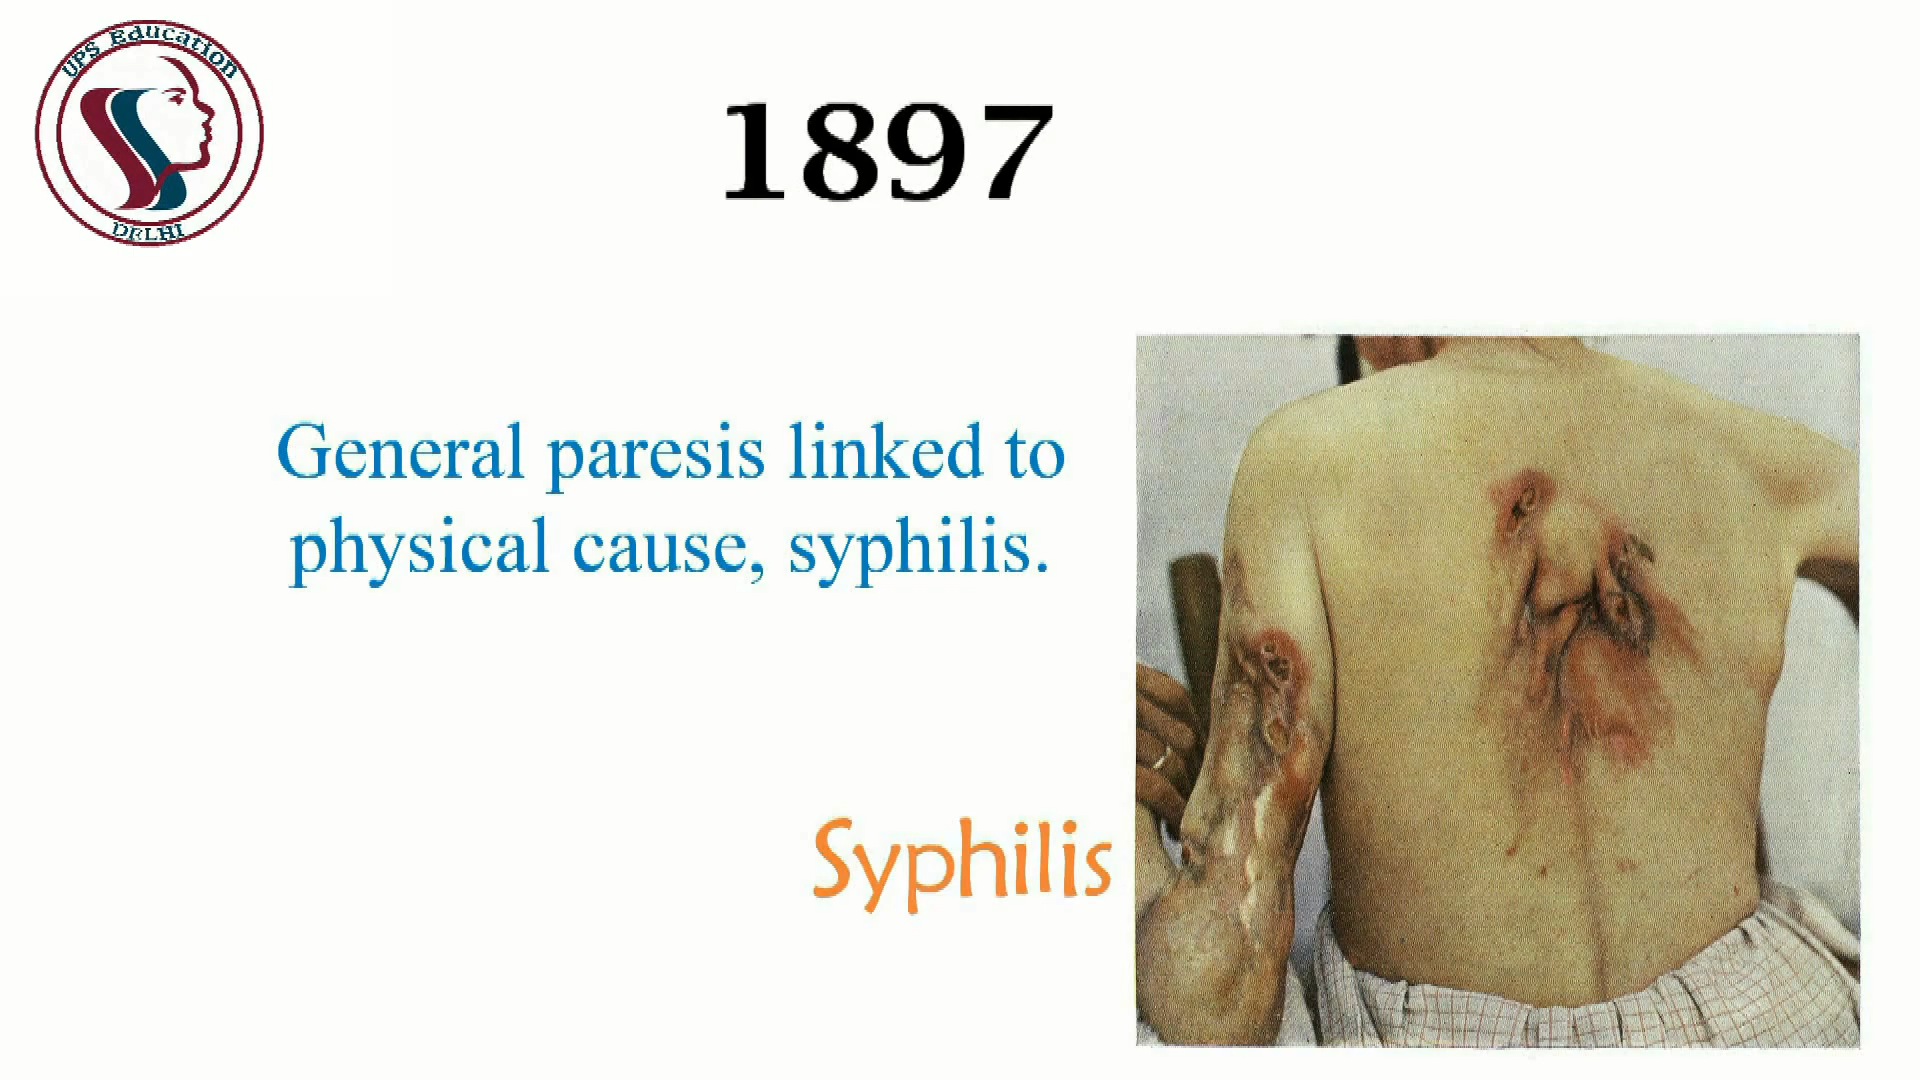 UPS Education
DELHI
1897
General paresis linked to
physical cause, syphilis.
Syphilis